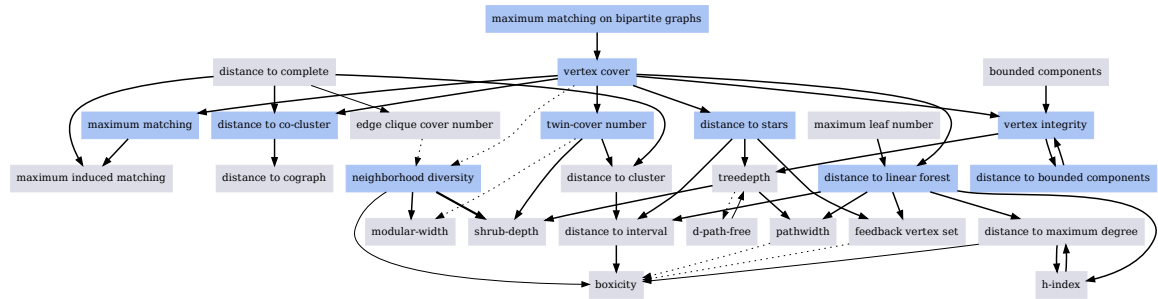 maximum matching on bipartite graphs
distance to complete
vertex cover
bounded components
maximum matching
distance to co-cluster
edge clique cover number
twin-cover number
distance to stars
maximum leaf number
vertex integrity
maximum induced matching
distance to cograph
neighborhood diversity
distance to cluster
treedepth
distance to linear forest
distance to bounded components
modular-width
shrub-depth
distance to interval
d-path-free
pathwidth
feedback vertex set
distance to maximum degree
boxicity
h-index